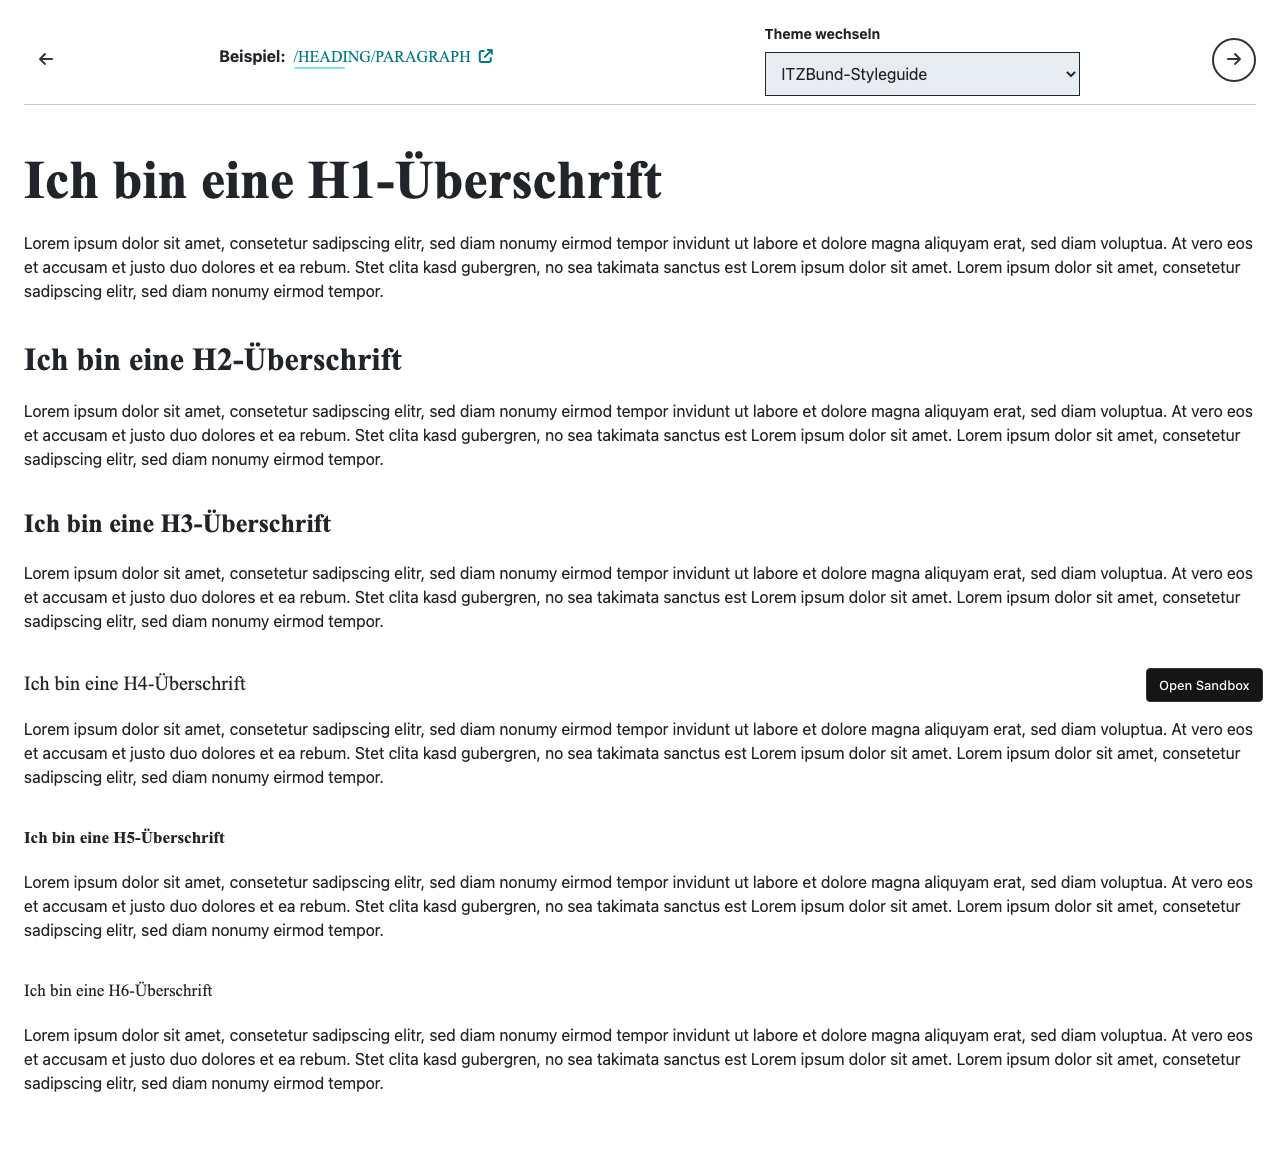 Theme wechseln
Beispiel: /HEADING/PARAGRAPH
ITZBund-Styleguide
Ich bin eine H1-Überschrift
Lorem ipsum dolor sit amet, consetetur sadipscing elitr, sed diam nonumy eirmod tempor invidunt ut labore et dolore magna aliquyam erat, sed diam voluptua. At vero eos
et accusam et justo duo dolores et ea rebum. Stet clita kasd gubergren, no sea takimata sanctus est Lorem ipsum dolor sit amet. Lorem ipsum dolor sit amet, consetetur
sadipscing elitr, sed diam nonumy eirmod tempor.
Ich bin eine H2-Überschrift
Lorem ipsum dolor sit amet, consetetur sadipscing elitr, sed diam nonumy eirmod tempor invidunt ut labore et dolore magna aliquyam erat, sed diam voluptua. At vero eos
et accusam et justo duo dolores et ea rebum. Stet clita kasd gubergren, no sea takimata sanctus est Lorem ipsum dolor sit amet. Lorem ipsum dolor sit amet, consetetur
sadipscing elitr, sed diam nonumy eirmod tempor.
Ich bin eine H3-Überschrift
Lorem ipsum dolor sit amet, consetetur sadipscing elitr, sed diam nonumy eirmod tempor invidunt ut labore et dolore magna aliquyam erat, sed diam voluptua. At vero eos
et accusam et justo duo dolores et ea rebum. Stet clita kasd gubergren, no sea takimata sanctus est Lorem ipsum dolor sit amet. Lorem ipsum dolor sit amet, consetetur
sadipscing elitr, sed diam nonumy eirmod tempor.
Ich bin eine H4-Überschrift
Open Sandbox
Lorem ipsum dolor sit amet, consetetur sadipscing elitr, sed diam nonumy eirmod tempor invidunt ut labore et dolore magna aliquyam erat, sed diam voluptua. At vero eos
et accusam et justo duo dolores et ea rebum. Stet clita kasd gubergren, no sea takimata sanctus est Lorem ipsum dolor sit amet. Lorem ipsum dolor sit amet, consetetur
sadipscing elitr, sed diam nonumy eirmod tempor.
Ich bin eine H5-Überschrift
Lorem ipsum dolor sit amet, consetetur sadipscing elitr, sed diam nonumy eirmod tempor invidunt ut labore et dolore magna aliquyam erat, sed diam voluptua. At vero eos
et accusam et justo duo dolores et ea rebum. Stet clita kasd gubergren, no sea takimata sanctus est Lorem ipsum dolor sit amet. Lorem ipsum dolor sit amet, consetetur
sadipscing elitr, sed diam nonumy eirmod tempor.
Ich bin eine H6-Überschrift
Lorem ipsum dolor sit amet, consetetur sadipscing elitr, sed diam nonumy eirmod tempor invidunt ut labore et dolore magna aliquyam erat, sed diam voluptua. At vero eos
et accusam et justo duo dolores et ea rebum. Stet clita kasd gubergren, no sea takimata sanctus est Lorem ipsum dolor sit amet. Lorem ipsum dolor sit amet, consetetur
sadipscing elitr, sed diam nonumy eirmod tempor.